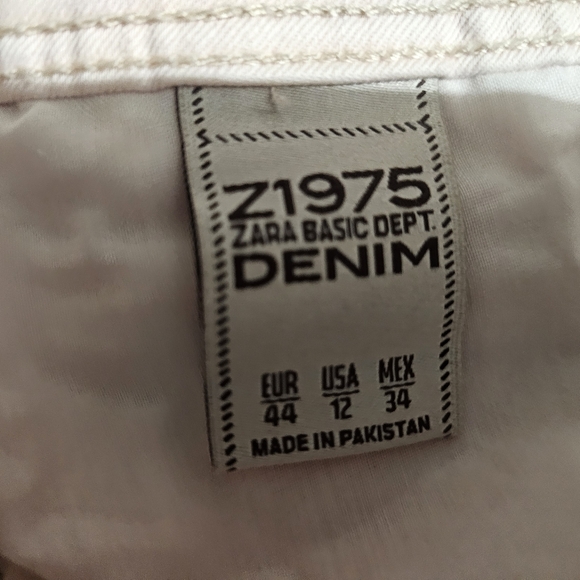 Z1975
ZARA BASIC DEPT.
DENIM
EUR USA MEX
44 12 34
MADE IN PAKISTAN